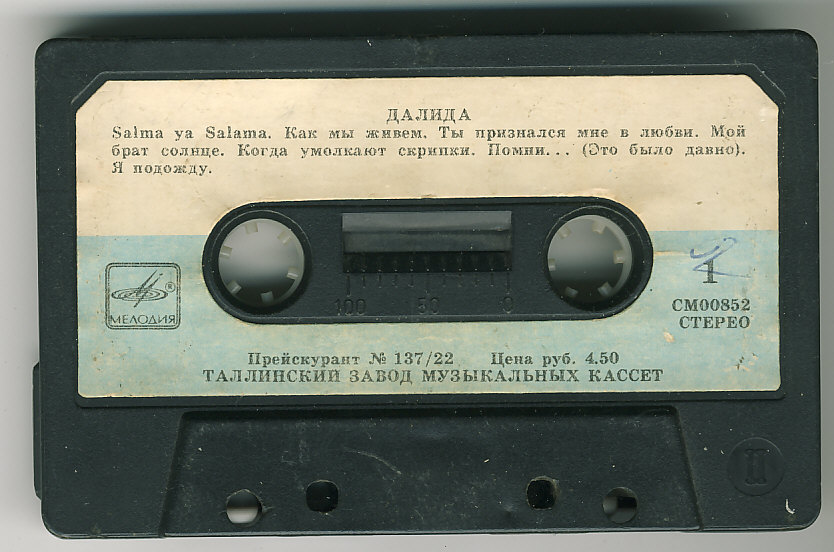 ДАЛИДА
Salma ya Salama. Как мы живем. Ты признался мне в любви. Мой
брат солнце. Когда умолкают скрипки. Помни... (Это было давно).
Я подожду.
100 50 0
МЕЛОДИЯ ®
1
СМ00852
СТЕРЕО
Прейскурант № 137/22 Цена руб. 4.50
ТАЛЛИНСКИЙ ЗАВОД МУЗЫКАЛЬНЫХ КАССЕТ
II